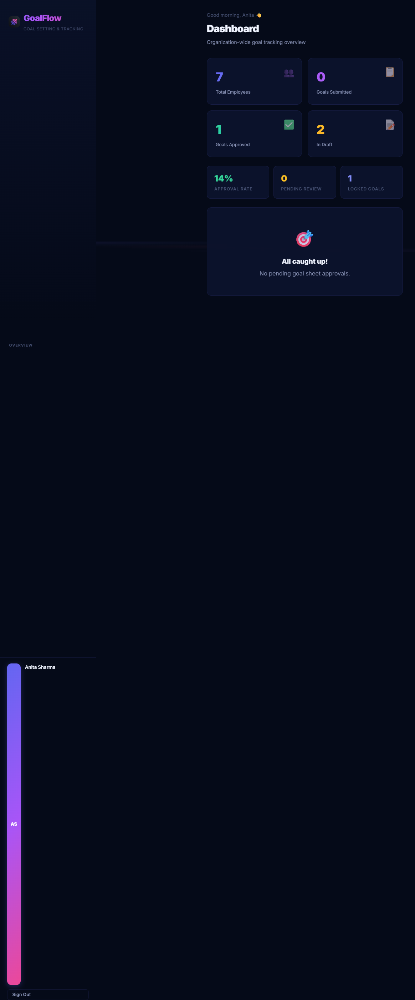 GoalFlow
GOAL SETTING & TRACKING
Good morning, Anita 👋
Dashboard
Organization-wide goal tracking overview
7
Total Employees
0
Goals Submitted
1
Goals Approved
2
In Draft
14%
APPROVAL RATE
0
PENDING REVIEW
1
LOCKED GOALS
All caught up!
No pending goal sheet approvals.
OVERVIEW
Anita Sharma
AS
Sign Out